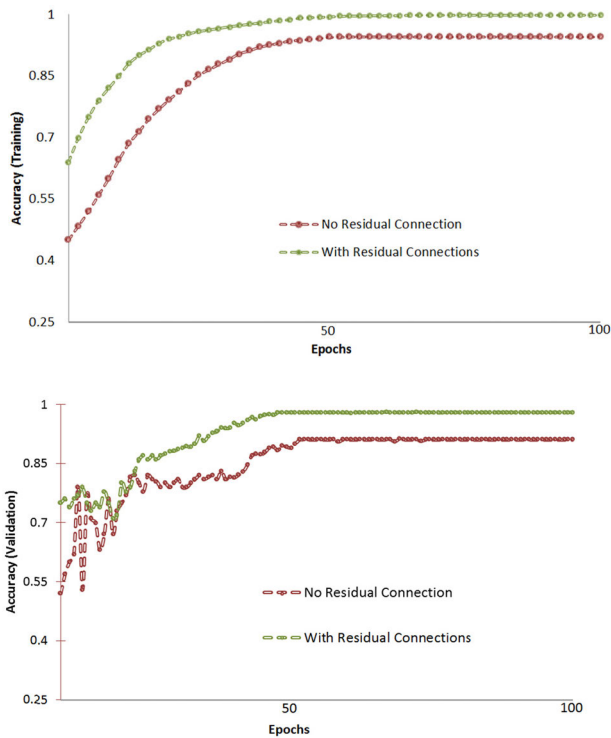 1
0.85
0.7
0.55
0.4
0.25
Accuracy (Training)
No Residual Connection
With Residual Connections
50
100
Epochs
1
0.85
0.7
0.55
0.4
0.25
Accuracy (Validation)
No Residual Connection
With Residual Connections
50
100
Epochs